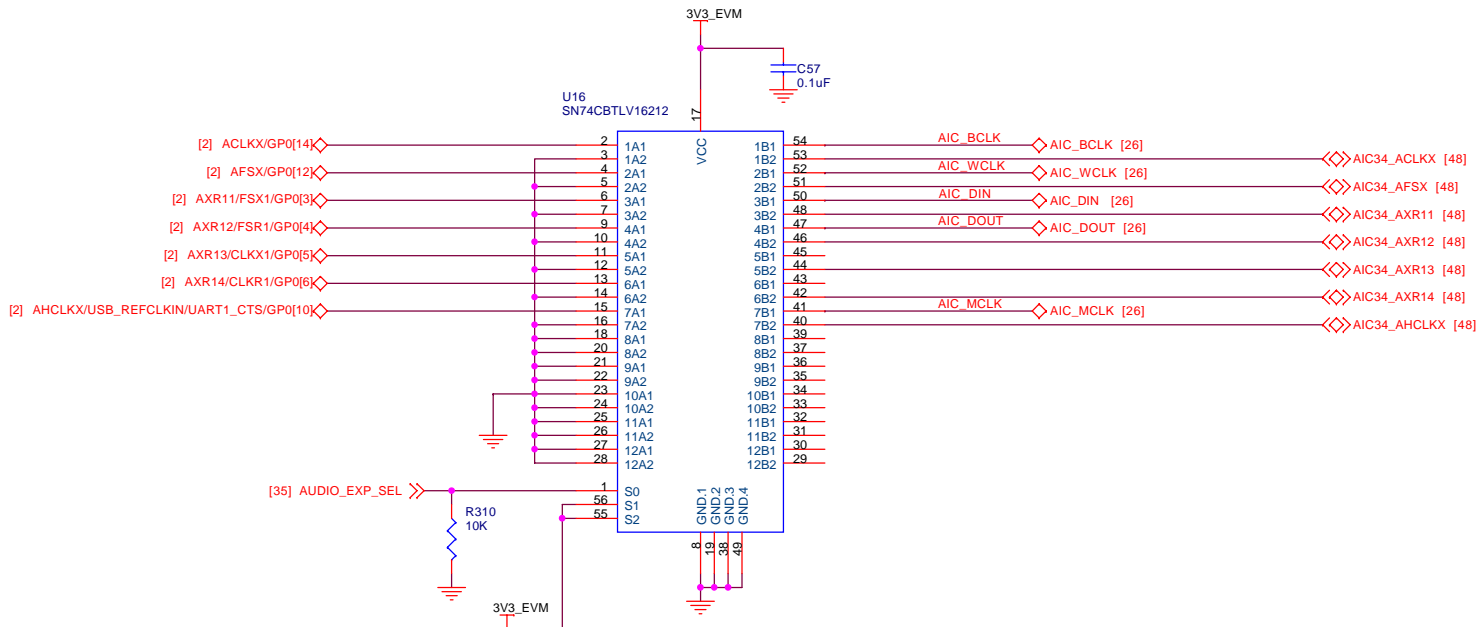 3V3_EVM
C57
0.1uF
U16
SN74CBTLV16212
17
VCC
[2] ACLKX/GP0[14] 2 1A1 1B1 54 AIC_BCLK AIC_BCLK [26]
3 1A2 1B2 53 AIC34_ACLKX [48]
[2] AFSX/GP0[12] 4 2A1 2B1 52 AIC_WCLK AIC_WCLK [26]
5 2A2 2B2 51 AIC34_AFSX [48]
[2] AXR11/FSX1/GP0[3] 6 3A1 3B1 50 AIC_DIN AIC_DIN [26]
7 3A2 3B2 48 AIC34_AXR11 [48]
[2] AXR12/FSR1/GP0[4] 9 4A1 4B1 47 AIC_DOUT AIC_DOUT [26]
10 4A2 4B2 46 AIC34_AXR12 [48]
[2] AXR13/CLKX1/GP0[5] 11 5A1 5B1 45
12 5A2 5B2 44 AIC34_AXR13 [48]
[2] AXR14/CLKR1/GP0[6] 13 6A1 6B1 43
14 6A2 6B2 42 AIC34_AXR14 [48]
[2] AHCLKX/USB_REFCLKIN/UART1_CTS/GP0[10] 15 7A1 7B1 41 AIC_MCLK AIC_MCLK [26]
16 7A2 7B2 40 AIC34_AHCLKX [48]
18 8A1 8B1 39
20 8A2 8B2 37
21 9A1 9B1 36
22 9A2 9B2 35
23 10A1 10B1 34
24 10A2 10B2 33
25 11A1 11B1 32
26 11A2 11B2 31
27 12A1 12B1 30
28 12A2 12B2 29
[35] AUDIO_EXP_SEL 1 S0
56 S1
55 S2
R310
10K
GND.1 GND.2 GND.3 GND.4
8 19 38 49
3V3_EVM